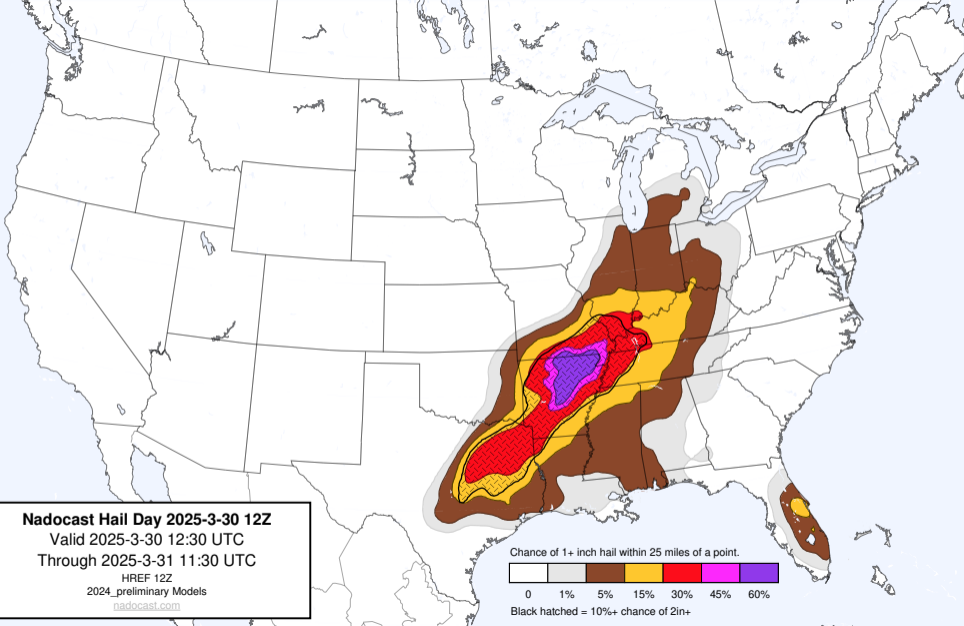 Nadocast Hail Day 2025-3-30 12Z
Valid 2025-3-30 12:30 UTC
Through 2025-3-31 11:30 UTC
HREF 12Z
2024_preliminary Models
nadocast.com
Chance of 1+ inch hail within 25 miles of a point.
0 1% 5% 15% 30% 45% 60%
Black hatched = 10%+ chance of 2in+